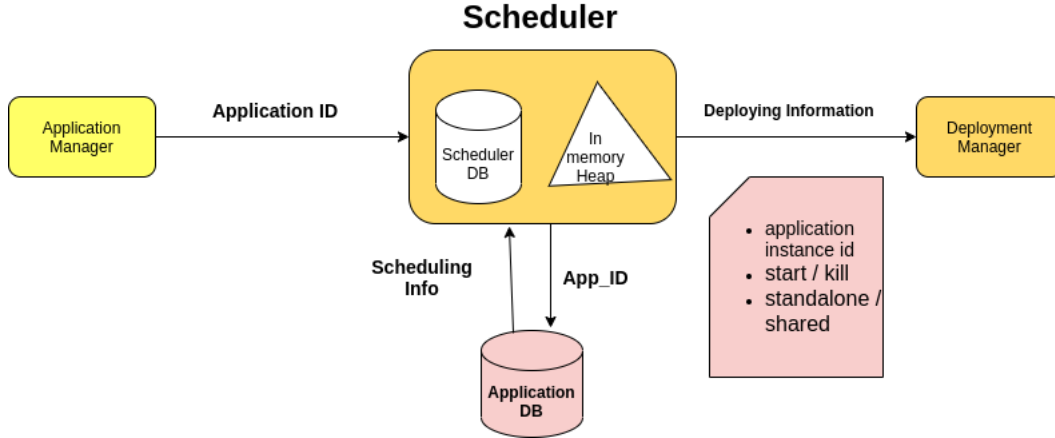 Scheduler
Application ID
Deploying Information
Application
Manager
Scheduler
DB
In
memory
Heap
Deployment
Manager
Scheduling
Info
App_ID
• application
instance id
• start / kill
• standalone /
shared
Application
DB